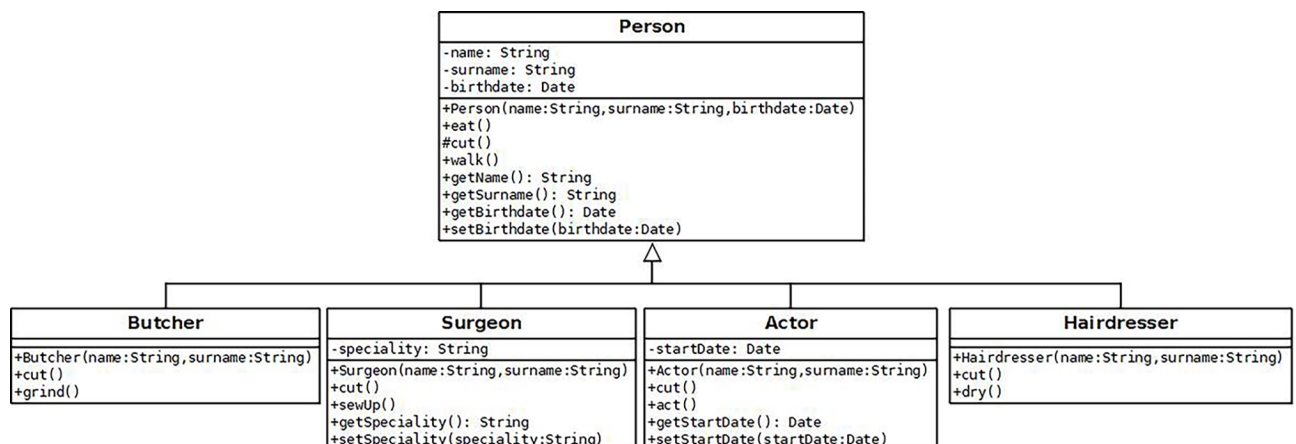 Person
-name: String
-surname: String
-birthdate: Date
+Person(name:String,surname:String,birthdate:Date)
+eat()
#cut()
+walk()
+getName(): String
+getSurname(): String
+getBirthdate(): Date
+setBirthdate(birthdate:Date)
Butcher
+Butcher(name:String,surname:String)
+cut()
+grind()
Surgeon
-speciality: String
+Surgeon(name:String,surname:String)
+cut()
+sewUp()
+getSpeciality(): String
+setSpeciality(speciality:String)
Actor
-startDate: Date
+Actor(name:String,surname:String)
+cut()
+act()
+getStartDate(): Date
+setStartDate(startDate:Date)
Hairdresser
+Hairdresser(name:String,surname:String)
+cut()
+dry()